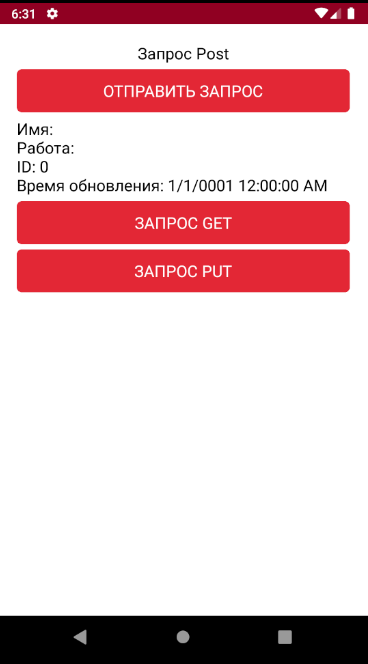 6:31
Запрос Post
ОТПРАВИТЬ ЗАПРОС
Имя:
Работа:
ID: 0
Время обновления: 1/1/0001 12:00:00 AM
ЗАПРОС GET
ЗАПРОС PUT